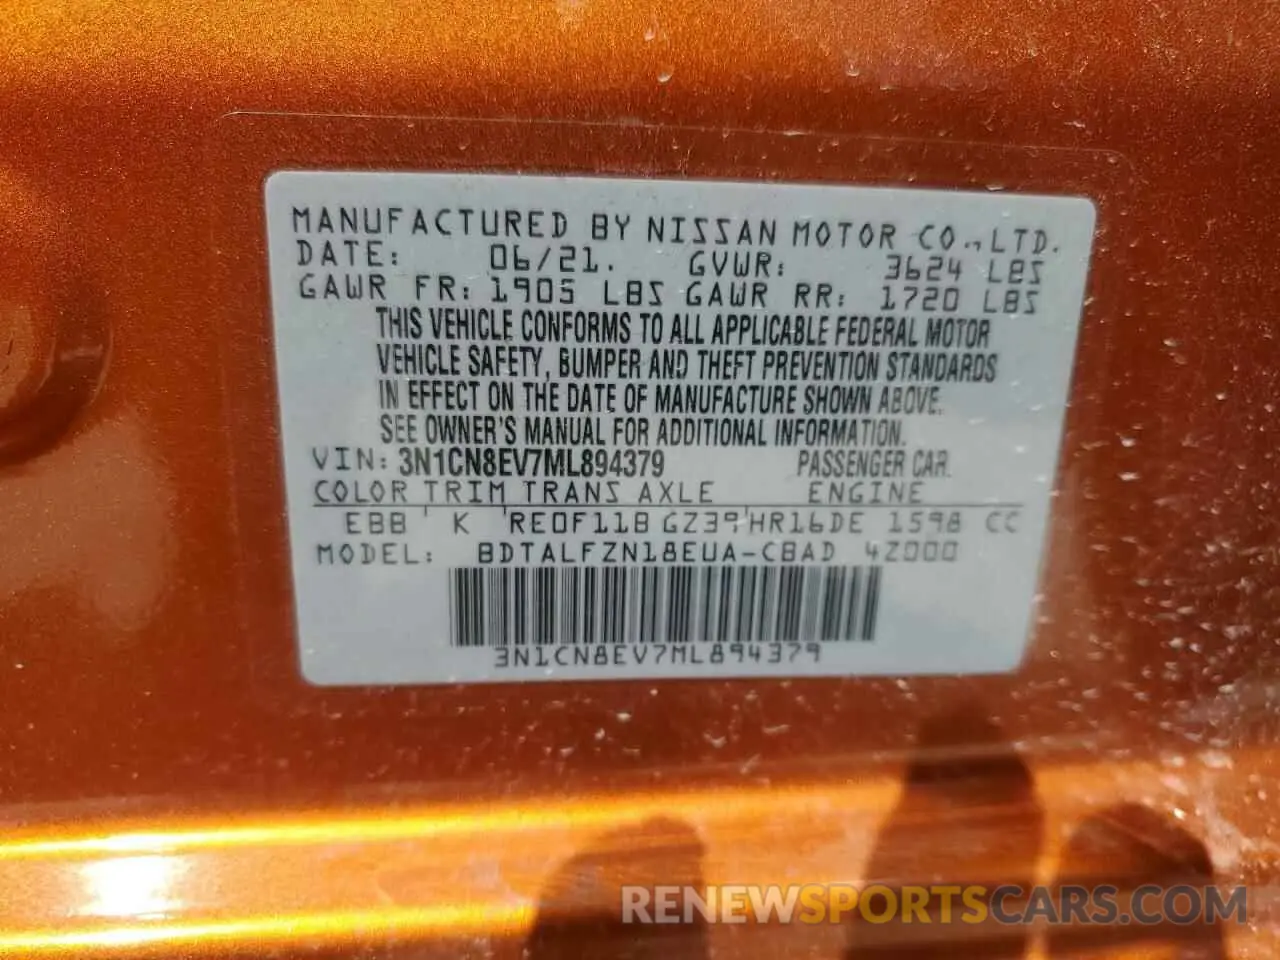 MANUFACTURED BY NISSAN MOTOR CO.,LTD.
DATE: 06/21. GVWR: 3624 LBS
GAWR FR: 1905 LBS GAWR RR: 1720 LBS
THIS VEHICLE CONFORMS TO ALL APPLICABLE FEDERAL MOTOR
VEHICLE SAFETY, BUMPER AND THEFT PREVENTION STANDARDS
IN EFFECT ON THE DATE OF MANUFACTURE SHOWN ABOVE.
SEE OWNER'S MANUAL FOR ADDITIONAL INFORMATION.
VIN: 3N1CN8EV7ML894379 PASSENGER CAR.
COLOR TRIM TRANS AXLE ENGINE
EBB K RE0F11B GZ39 HR16DE 1598 CC
MODEL: BDTALFZN18EUA-CBAD 4Z000
3N1CN8EV7ML894379
RENEWSPORTSCARS.COM